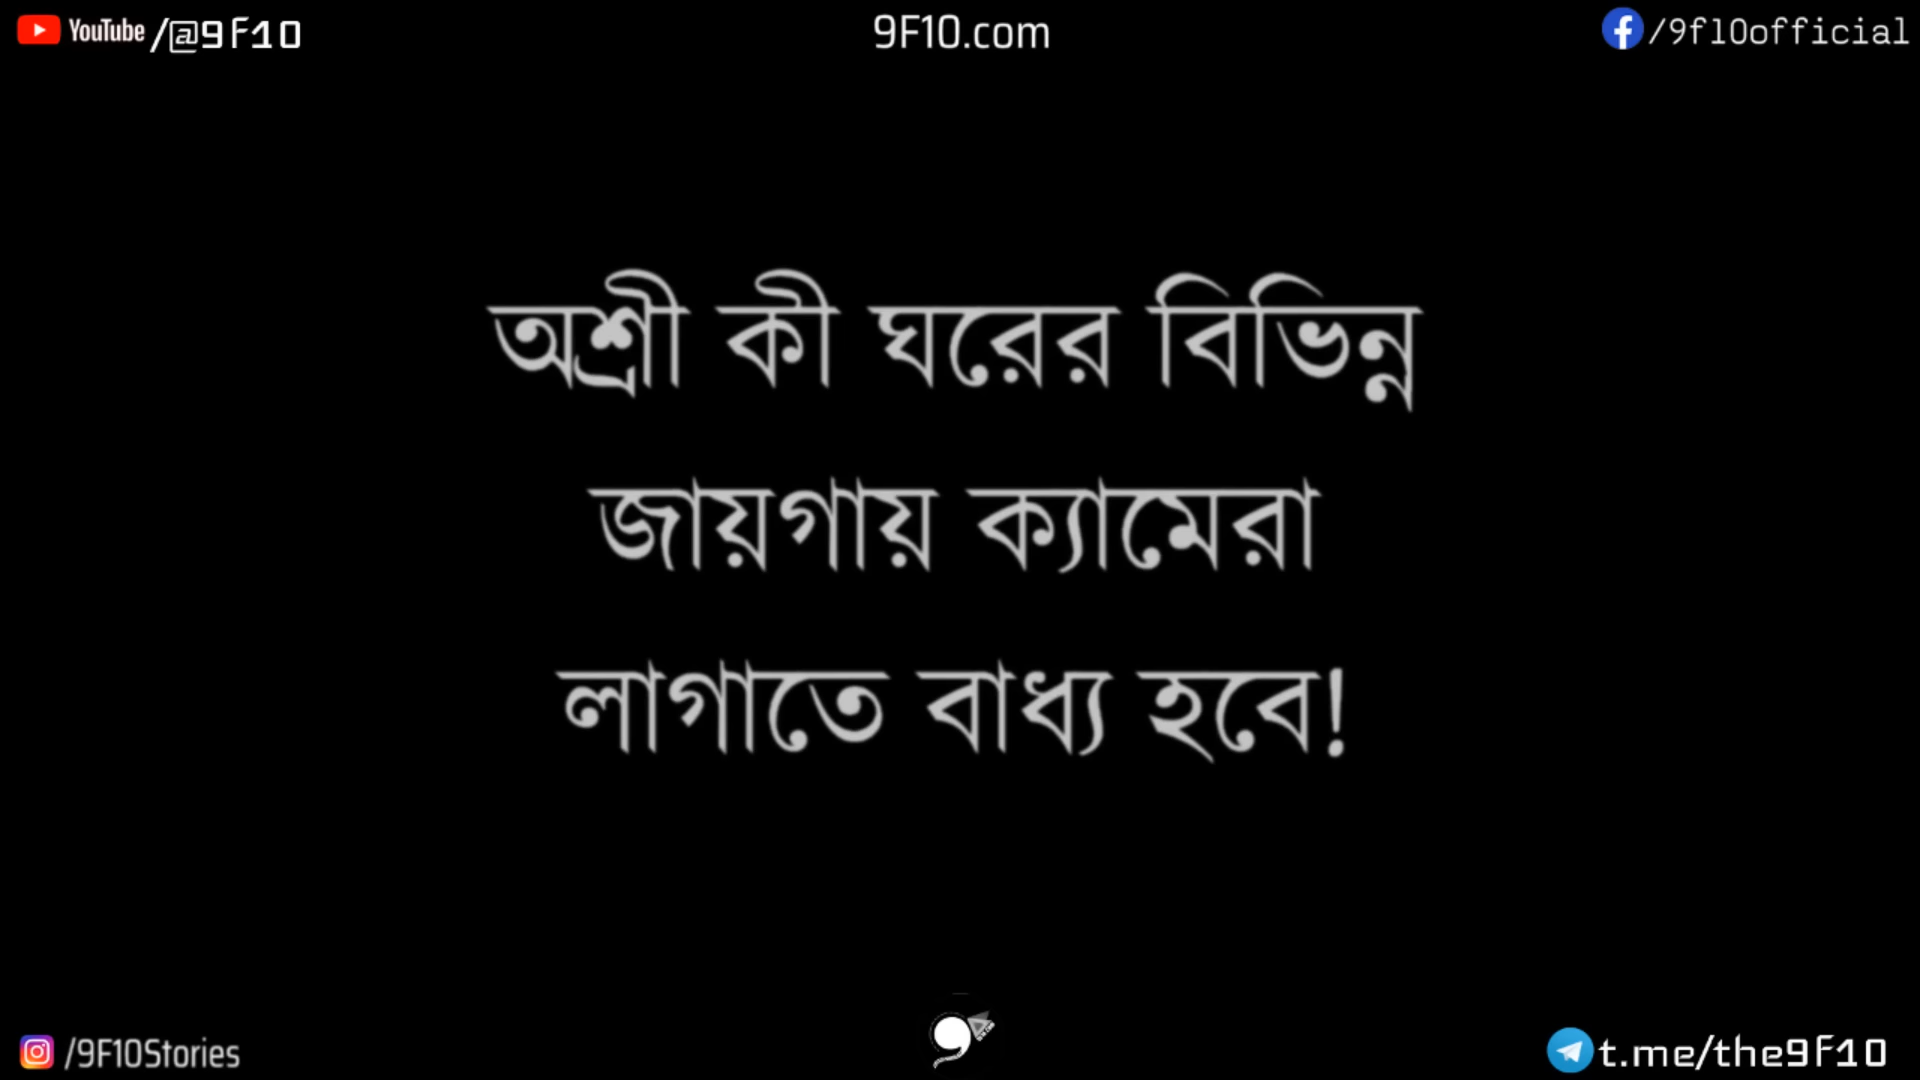 YouTube /@9F10
9F10.com
/9f10official
অশ্রী কী ঘরের বিভিন্ন
জায়গায় ক্যামেরা
লাগাতে বাধ্য হবে!
/9F10Stories
t.me/the9F10